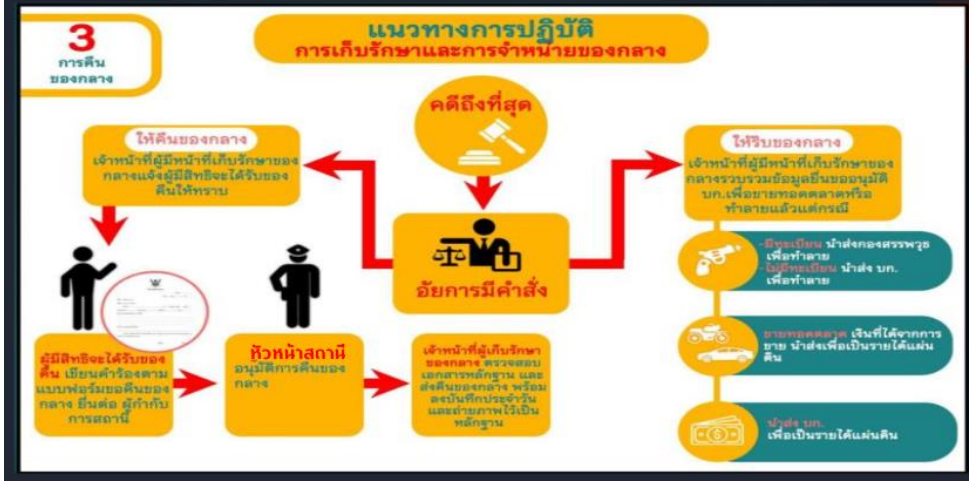 3
การคืน
ของกลาง
แนวทางการปฏิบัติ
การเก็บรักษาและการจำหน่ายของกลาง
คดีถึงที่สุด
ให้คืนของกลาง
เจ้าหน้าที่ผู้มีหน้าที่เก็บรักษาของ
กลางแจ้งผู้มีสิทธิจะได้รับของ
คืนให้ทราบ
ให้ริบของกลาง
เจ้าหน้าที่ผู้มีหน้าที่เก็บรักษาของ
กลางรวบรวมข้อมูลยื่นขออนุมัติ
บก.เพื่อขายทอดตลาดหรือ
ทำลายแล้วแต่กรณี
อัยการมีคำสั่ง
-มีทะเบียน นำส่งกองสรรพาวุธ
เพื่อทำลาย
-ไม่มีทะเบียน นำส่ง บก.
เพื่อทำลาย
ขายทอดตลาด เงินที่ได้จากการ
ขาย นำส่งเพื่อเป็นรายได้แผ่น
ดิน
นำส่ง บก.
เพื่อเป็นรายได้แผ่นดิน
ผู้มีสิทธิจะได้รับของ
คืน เขียนคำร้องตาม
แบบฟอร์มขอคืนของ
กลาง ยื่นต่อ ผู้กำกับ
การสถานี
หัวหน้าสถานี
อนุมัติการคืนของ
กลาง
เจ้าหน้าที่ผู้เก็บรักษา
ของกลาง ตรวจสอบ
เอกสารหลักฐาน และ
ส่งคืนของกลาง พร้อม
ลงบันทึกประจำวัน
และถ่ายภาพไว้เป็น
หลักฐาน